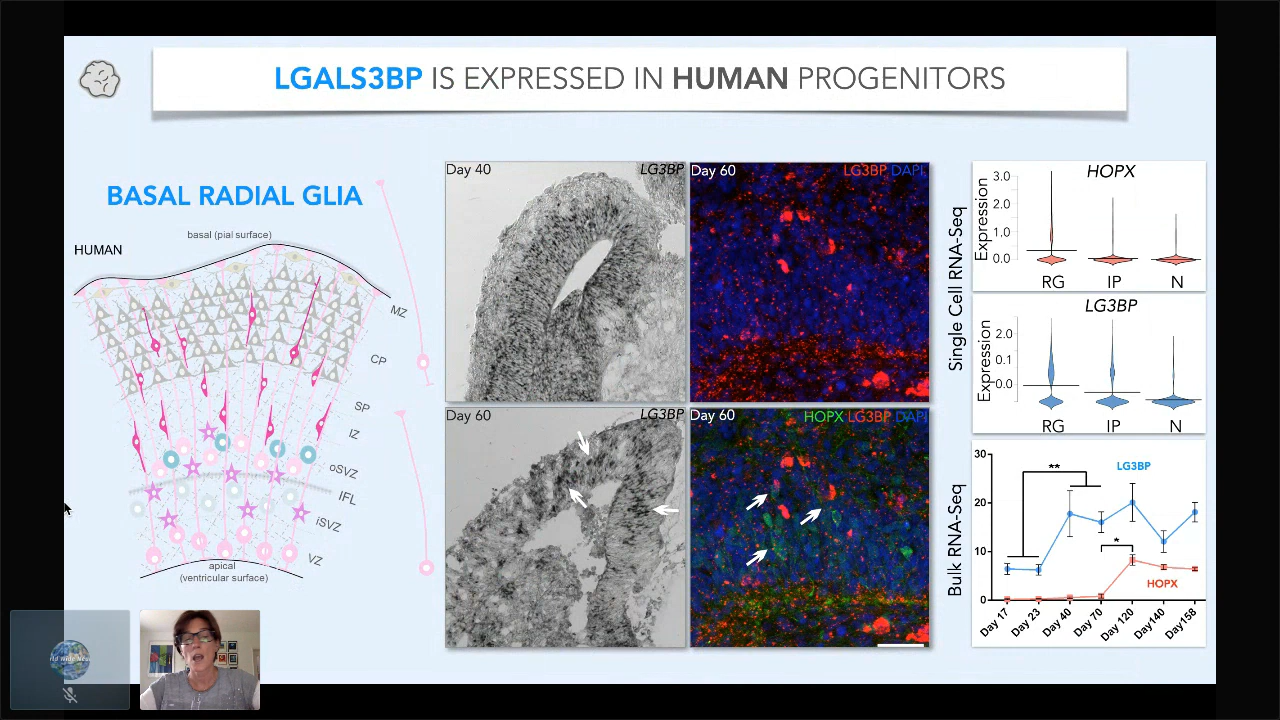 LGALS3BP IS EXPRESSED IN HUMAN PROGENITORS
BASAL RADIAL GLIA
basal (pial surface)
HUMAN
MZ
CP
SP
IZ
oSVZ
IFL
iSVZ
VZ
apical
(ventricular surface)
Day 40
LG3BP
Day 60
LG3BP DAPI
Day 60
LG3BP
Day 60
HOPX LG3BP DAPI
Single Cell RNA-Seq
HOPX
Expression
3.0
2.0
1.0
0.0
RG IP N
LG3BP
Expression
2.0
0.1
0.0
RG IP N
Bulk RNA-Seq
30
20
10
0
**
LG3BP
*
HOPX
Day 17
Day 23
Day 40
Day 70
Day 120
Day140
Day158